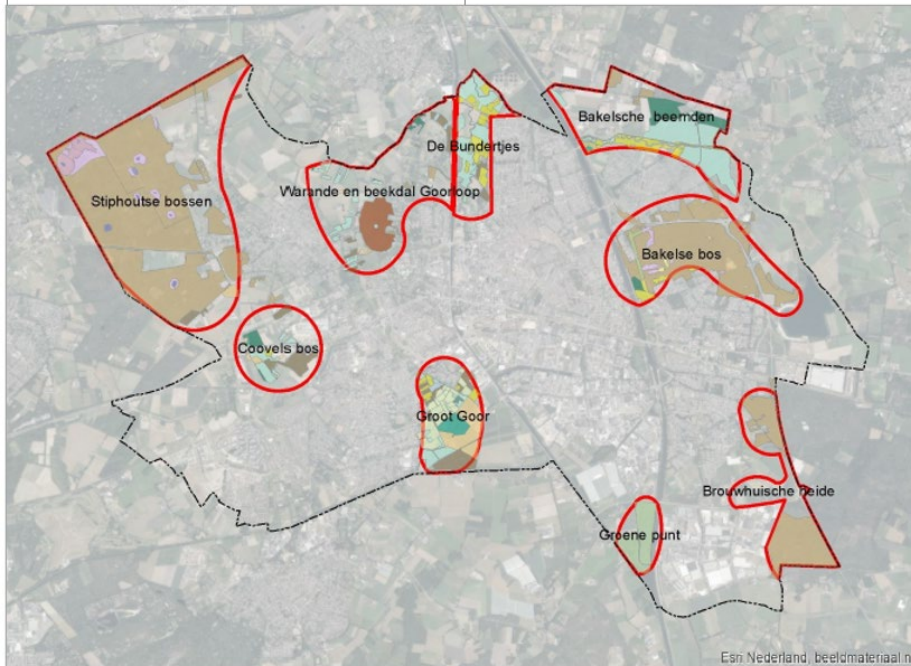 Bakelsche beemden
De Bundertjes
Warande en beekdal Goorloop
Stiphoutse bossen
Bakelse bos
Coovels bos
Groot Goor
Brouwhuische heide
Groene punt
Esri Nederland, beeldmateriaal.n